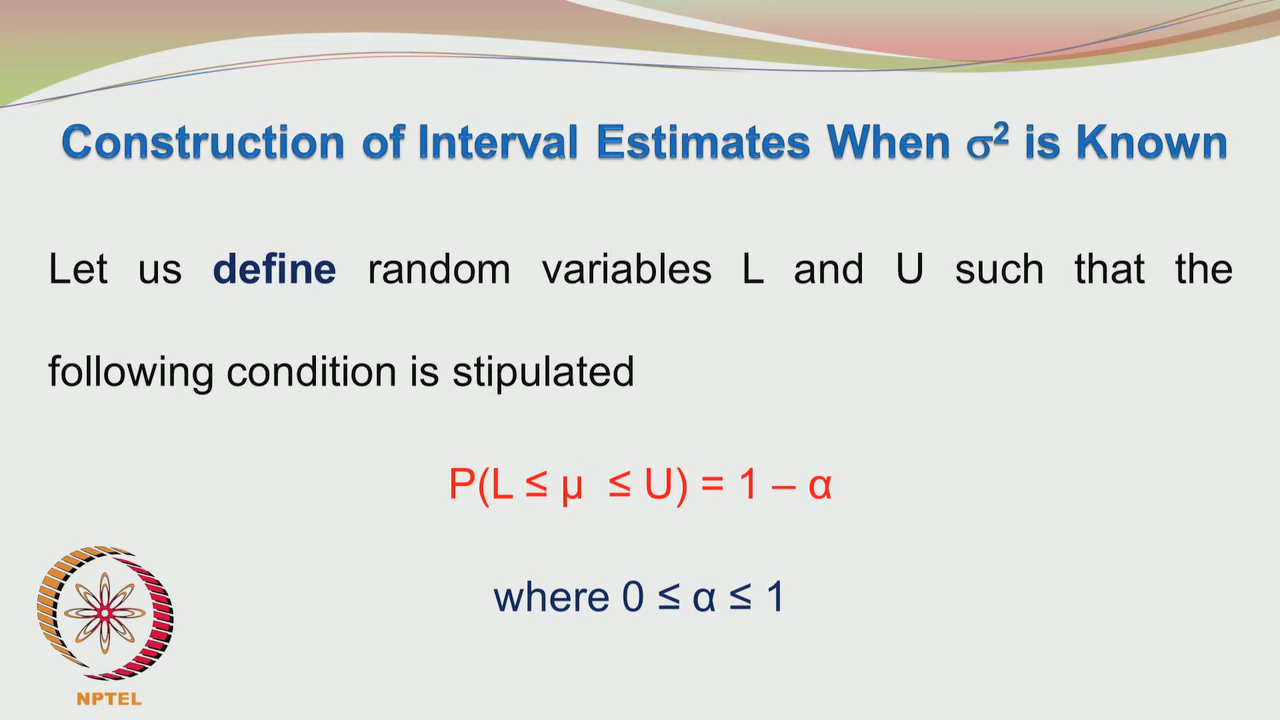 Construction of Interval Estimates When σ² is Known
Let us define random variables L and U such that the
following condition is stipulated
P(L ≤ μ ≤ U) = 1 – α
where 0 ≤ α ≤ 1
NPTEL